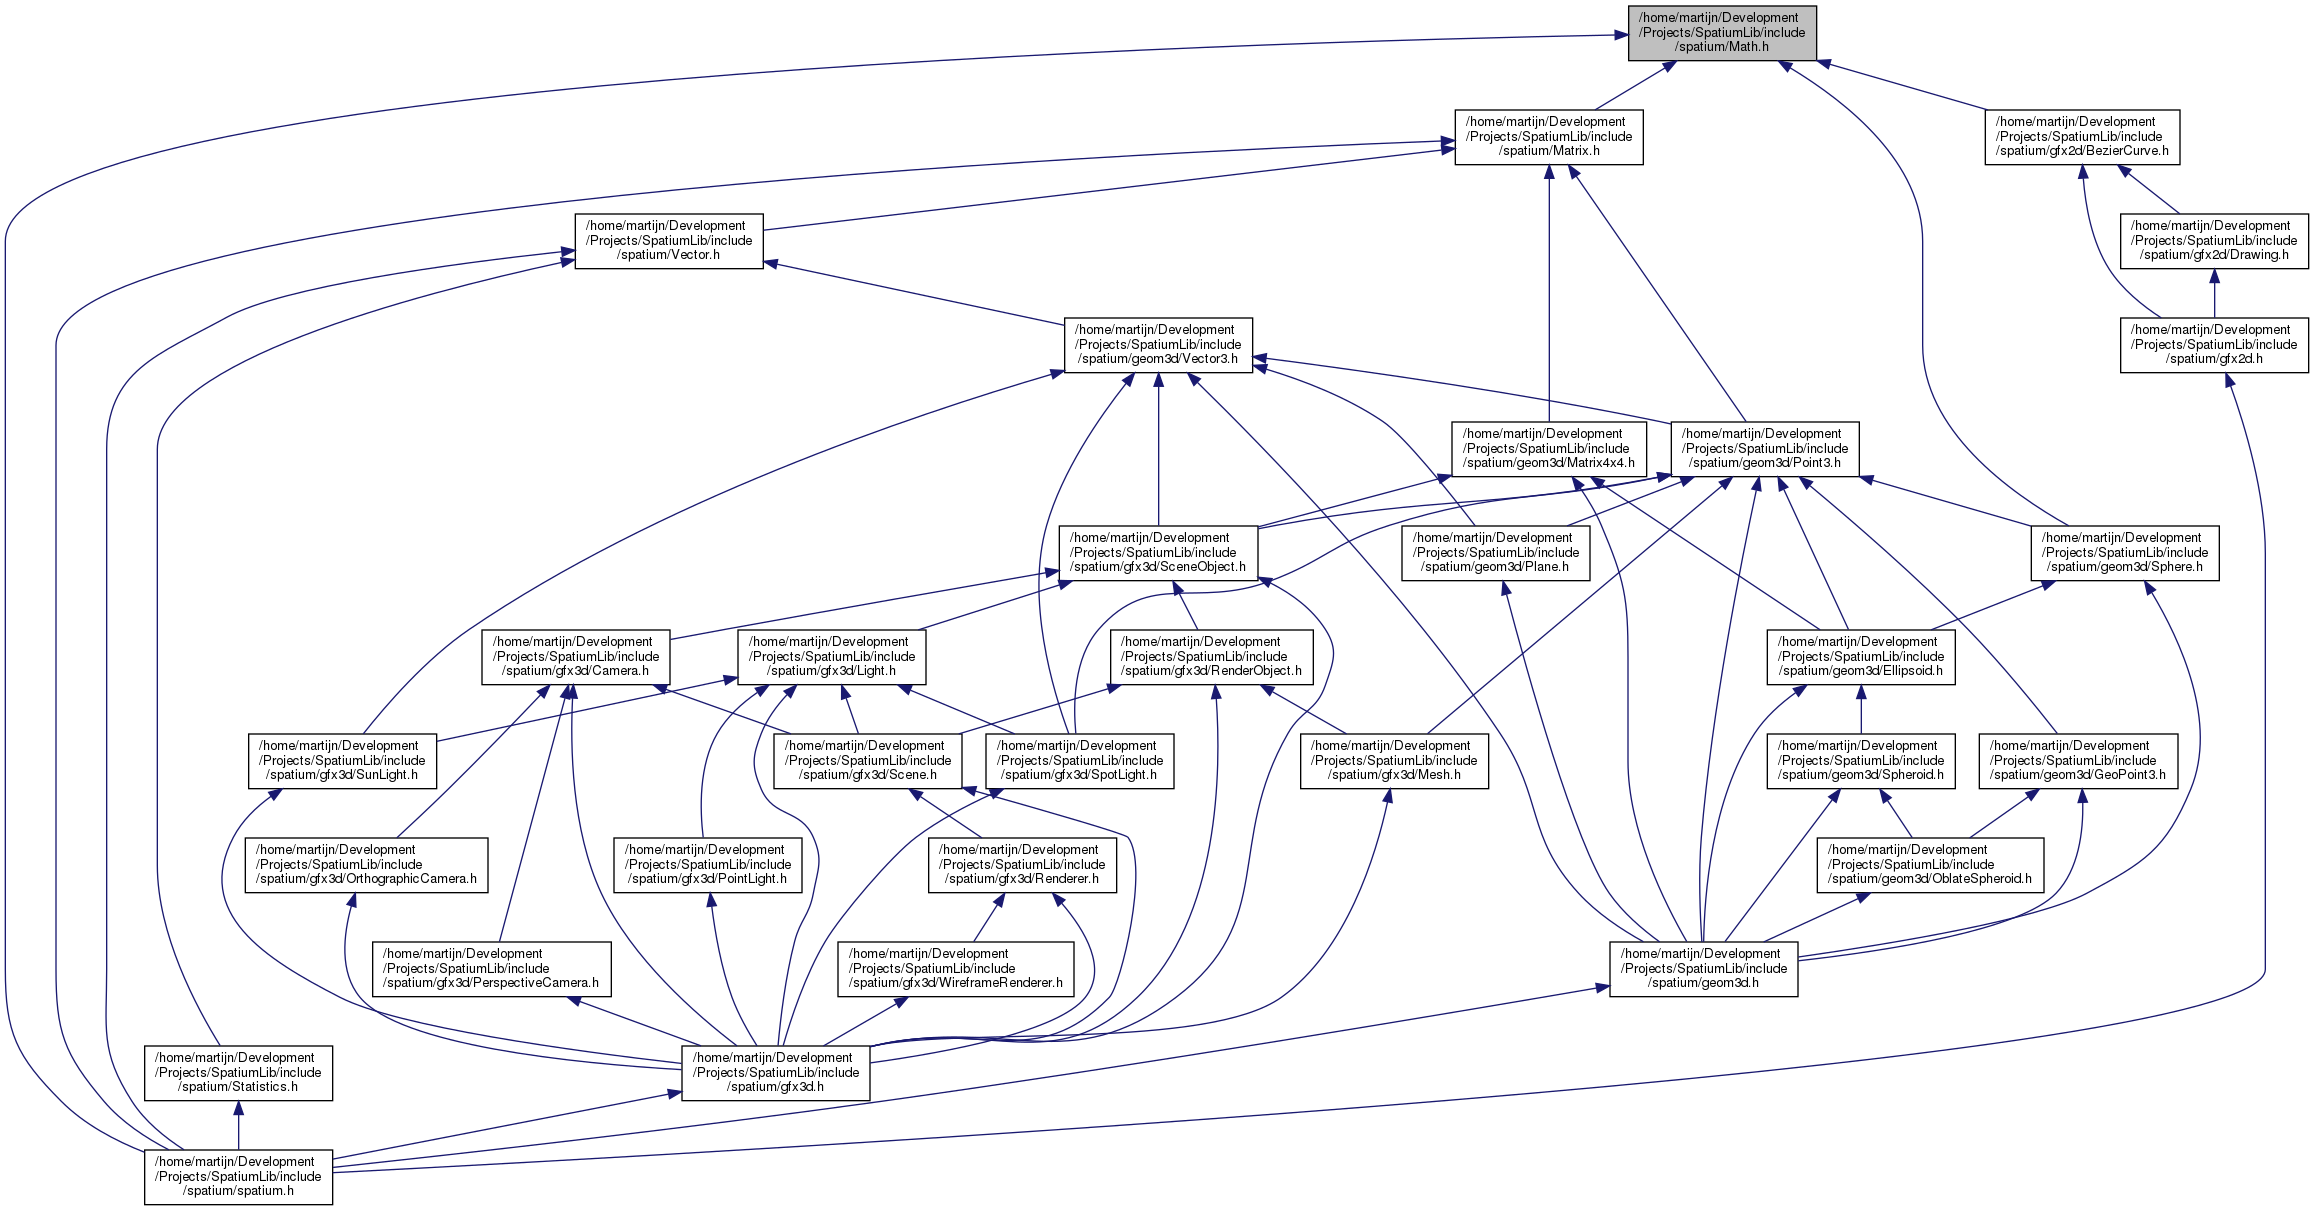 /home/martijn/Development
/Projects/SpatiumLib/include
/spatium/Math.h
/home/martijn/Development
/Projects/SpatiumLib/include
/spatium/Matrix.h
/home/martijn/Development
/Projects/SpatiumLib/include
/spatium/gfx2d/BezierCurve.h
/home/martijn/Development
/Projects/SpatiumLib/include
/spatium/Vector.h
/home/martijn/Development
/Projects/SpatiumLib/include
/spatium/gfx2d/Drawing.h
/home/martijn/Development
/Projects/SpatiumLib/include
/spatium/geom3d/Vector3.h
/home/martijn/Development
/Projects/SpatiumLib/include
/spatium/gfx2d.h
/home/martijn/Development
/Projects/SpatiumLib/include
/spatium/geom3d/Matrix4x4.h
/home/martijn/Development
/Projects/SpatiumLib/include
/spatium/geom3d/Point3.h
/home/martijn/Development
/Projects/SpatiumLib/include
/spatium/gfx3d/SceneObject.h
/home/martijn/Development
/Projects/SpatiumLib/include
/spatium/geom3d/Plane.h
/home/martijn/Development
/Projects/SpatiumLib/include
/spatium/geom3d/Sphere.h
/home/martijn/Development
/Projects/SpatiumLib/include
/spatium/gfx3d/Camera.h
/home/martijn/Development
/Projects/SpatiumLib/include
/spatium/gfx3d/Light.h
/home/martijn/Development
/Projects/SpatiumLib/include
/spatium/gfx3d/RenderObject.h
/home/martijn/Development
/Projects/SpatiumLib/include
/spatium/geom3d/Ellipsoid.h
/home/martijn/Development
/Projects/SpatiumLib/include
/spatium/gfx3d/SunLight.h
/home/martijn/Development
/Projects/SpatiumLib/include
/spatium/gfx3d/Scene.h
/home/martijn/Development
/Projects/SpatiumLib/include
/spatium/gfx3d/SpotLight.h
/home/martijn/Development
/Projects/SpatiumLib/include
/spatium/gfx3d/Mesh.h
/home/martijn/Development
/Projects/SpatiumLib/include
/spatium/geom3d/Spheroid.h
/home/martijn/Development
/Projects/SpatiumLib/include
/spatium/geom3d/GeoPoint3.h
/home/martijn/Development
/Projects/SpatiumLib/include
/spatium/gfx3d/OrthographicCamera.h
/home/martijn/Development
/Projects/SpatiumLib/include
/spatium/gfx3d/PointLight.h
/home/martijn/Development
/Projects/SpatiumLib/include
/spatium/gfx3d/Renderer.h
/home/martijn/Development
/Projects/SpatiumLib/include
/spatium/geom3d/OblateSpheroid.h
/home/martijn/Development
/Projects/SpatiumLib/include
/spatium/gfx3d/PerspectiveCamera.h
/home/martijn/Development
/Projects/SpatiumLib/include
/spatium/gfx3d/WireframeRenderer.h
/home/martijn/Development
/Projects/SpatiumLib/include
/spatium/geom3d.h
/home/martijn/Development
/Projects/SpatiumLib/include
/spatium/Statistics.h
/home/martijn/Development
/Projects/SpatiumLib/include
/spatium/gfx3d.h
/home/martijn/Development
/Projects/SpatiumLib/include
/spatium/spatium.h